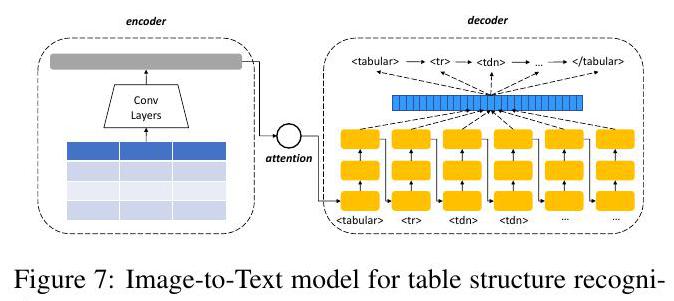 encoder
decoder
<tabular> <tr> <tdn> ... </tabular>
Conv
Layers
attention
<tabular> <tr> <tdn> <tdn> ... ...
Figure 7: Image-to-Text model for table structure recogni-